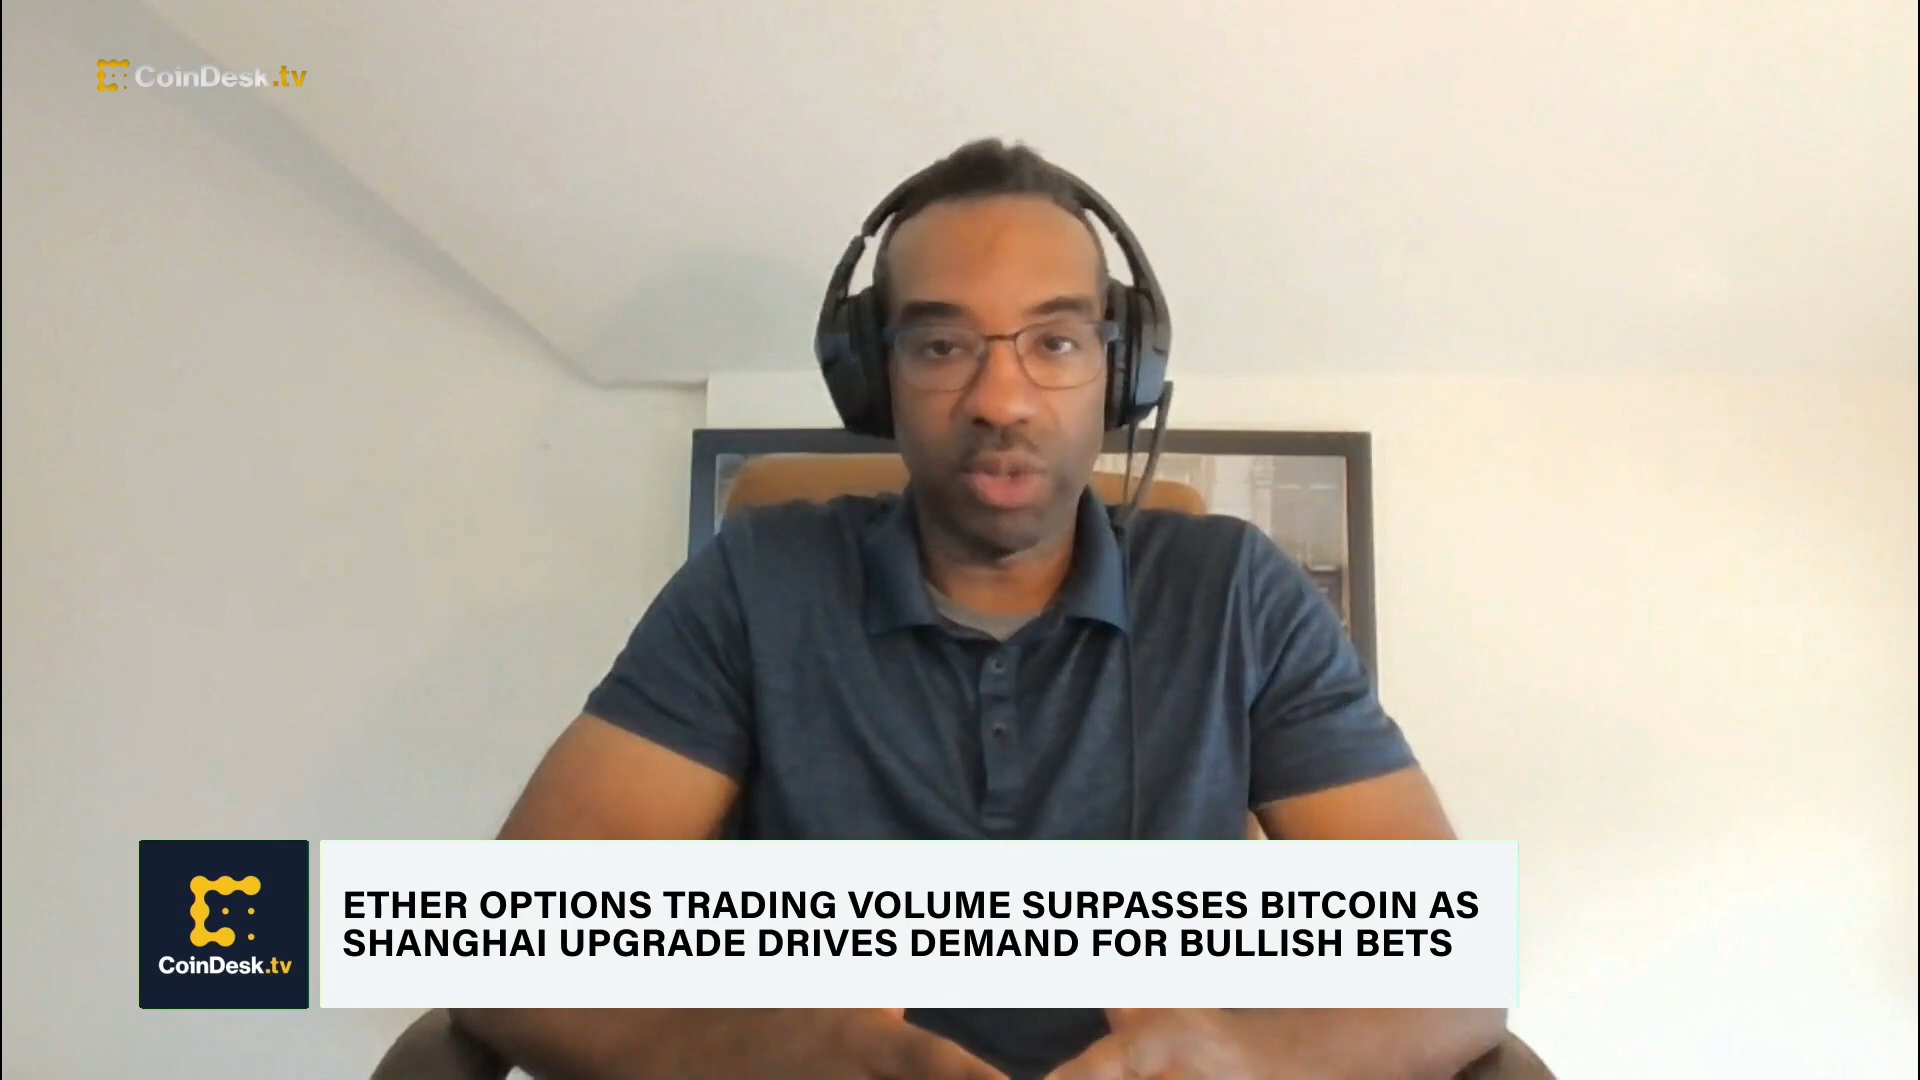 CoinDesk.tv
ETHER OPTIONS TRADING VOLUME SURPASSES BITCOIN AS
SHANGHAI UPGRADE DRIVES DEMAND FOR BULLISH BETS
CoinDesk.tv